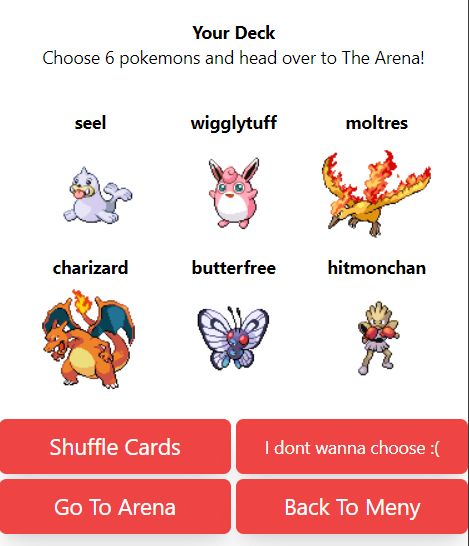 Your Deck
Choose 6 pokemons and head over to The Arena!
seel wigglytuff moltres
charizard butterfree hitmonchan
Shuffle Cards I dont wanna choose :(
Go To Arena Back To Meny